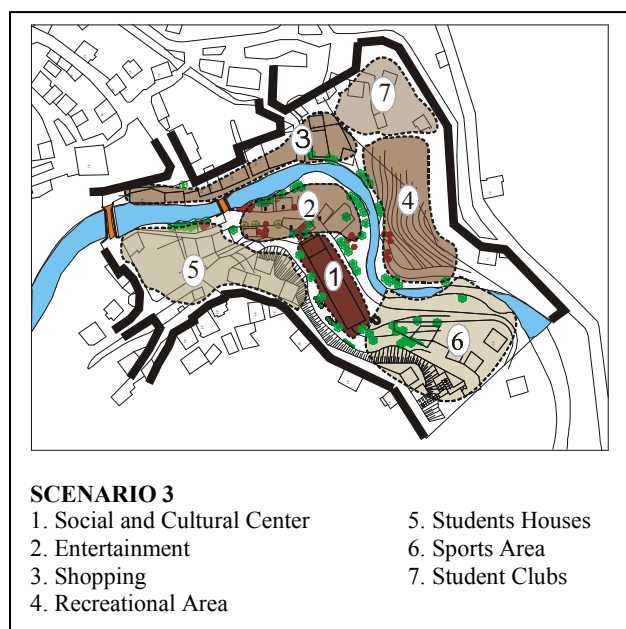 7
3
4
2
1
5
6
SCENARIO 3
1. Social and Cultural Center
2. Entertainment
3. Shopping
4. Recreational Area
5. Students Houses
6. Sports Area
7. Student Clubs